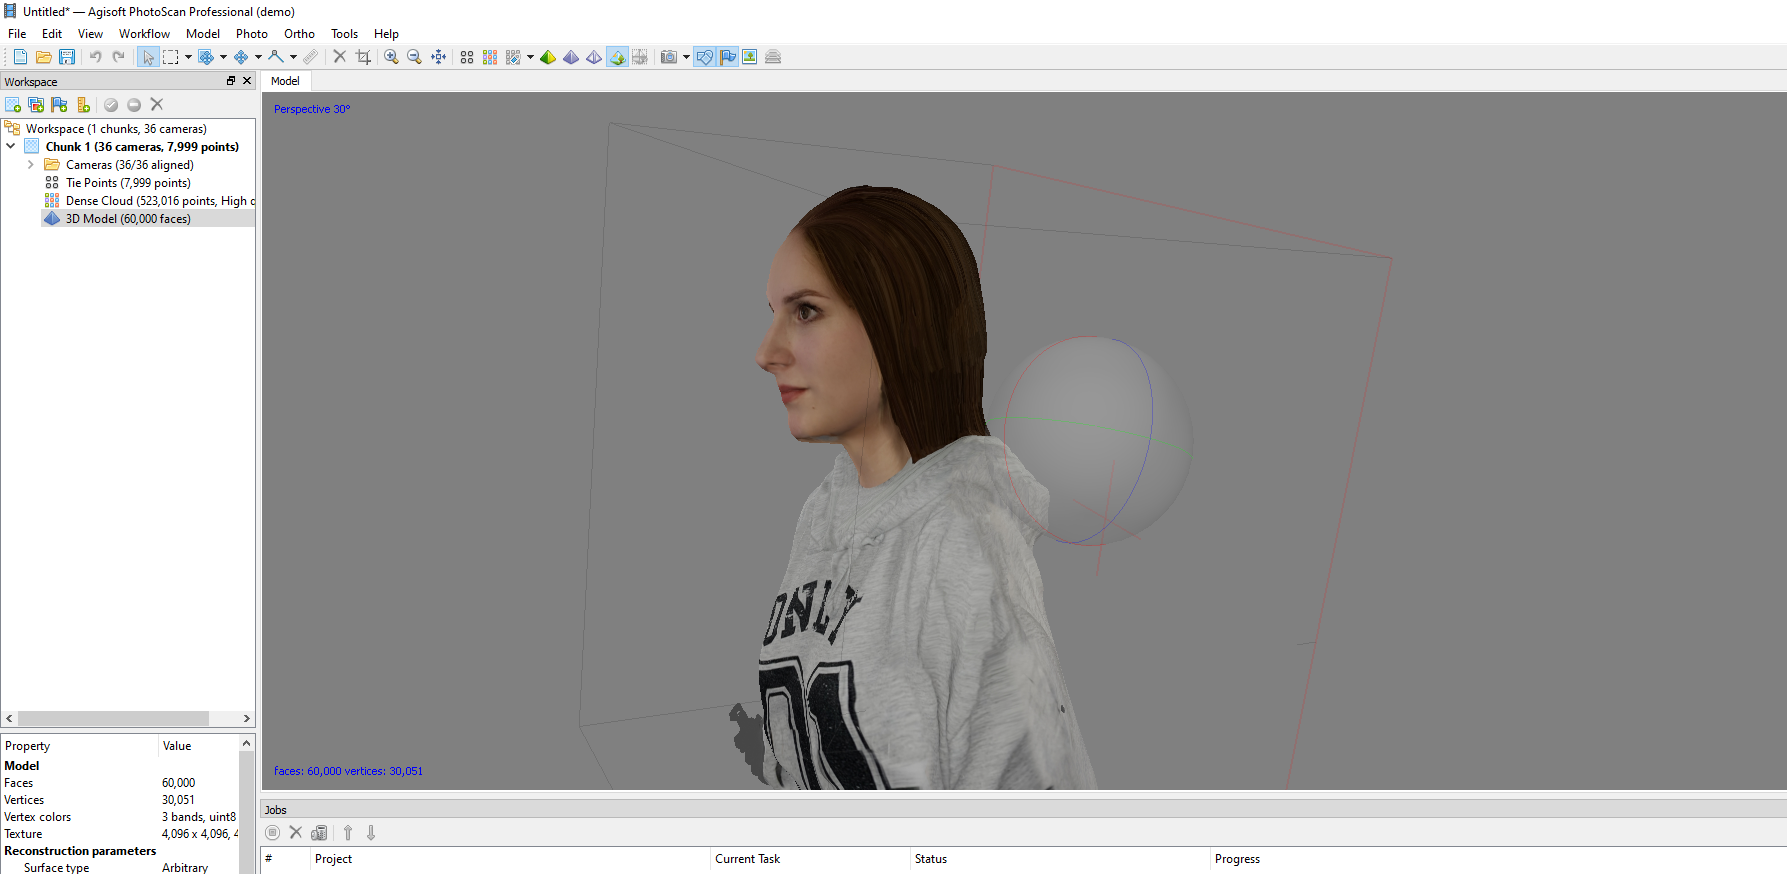 Untitled* — Agisoft PhotoScan Professional (demo)
File Edit View Workflow Model Photo Ortho Tools Help
Workspace
Model
Perspective 30°
Workspace (1 chunks, 36 cameras)
Chunk 1 (36 cameras, 7,999 points)
Cameras (36/36 aligned)
Tie Points (7,999 points)
Dense Cloud (523,016 points, High
3D Model (60,000 faces)
ONLY
Property Value
Model
Faces 60,000
Vertices 30,051
Vertex colors 3 bands, uint8
Texture 4,096 x 4,096,
Reconstruction parameters
Surface type Arbitrary
faces: 60,000 vertices: 30,051
Jobs
# Project Current Task Status Progress